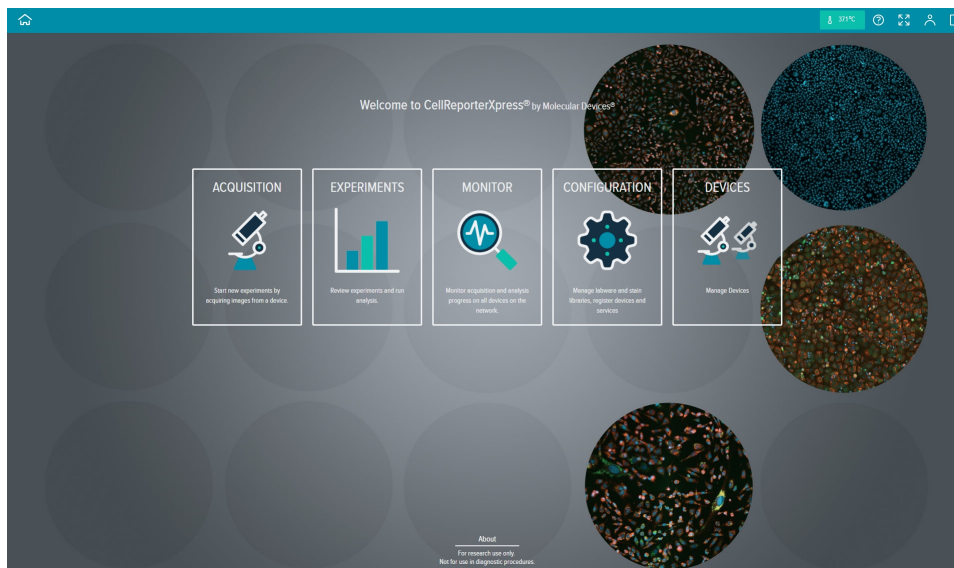 371°C
Welcome to CellReporterXpress® by Molecular Devices®
ACQUISITION
Start new experiments by
acquiring images from a device.
EXPERIMENTS
Review experiments and run
analysis.
MONITOR
Monitor acquisition and analysis
progress on all devices on the
network.
CONFIGURATION
Manage labware and stain
libraries, register devices and
services
DEVICES
Manage Devices
About
For research use only.
Not for use in diagnostic procedures.